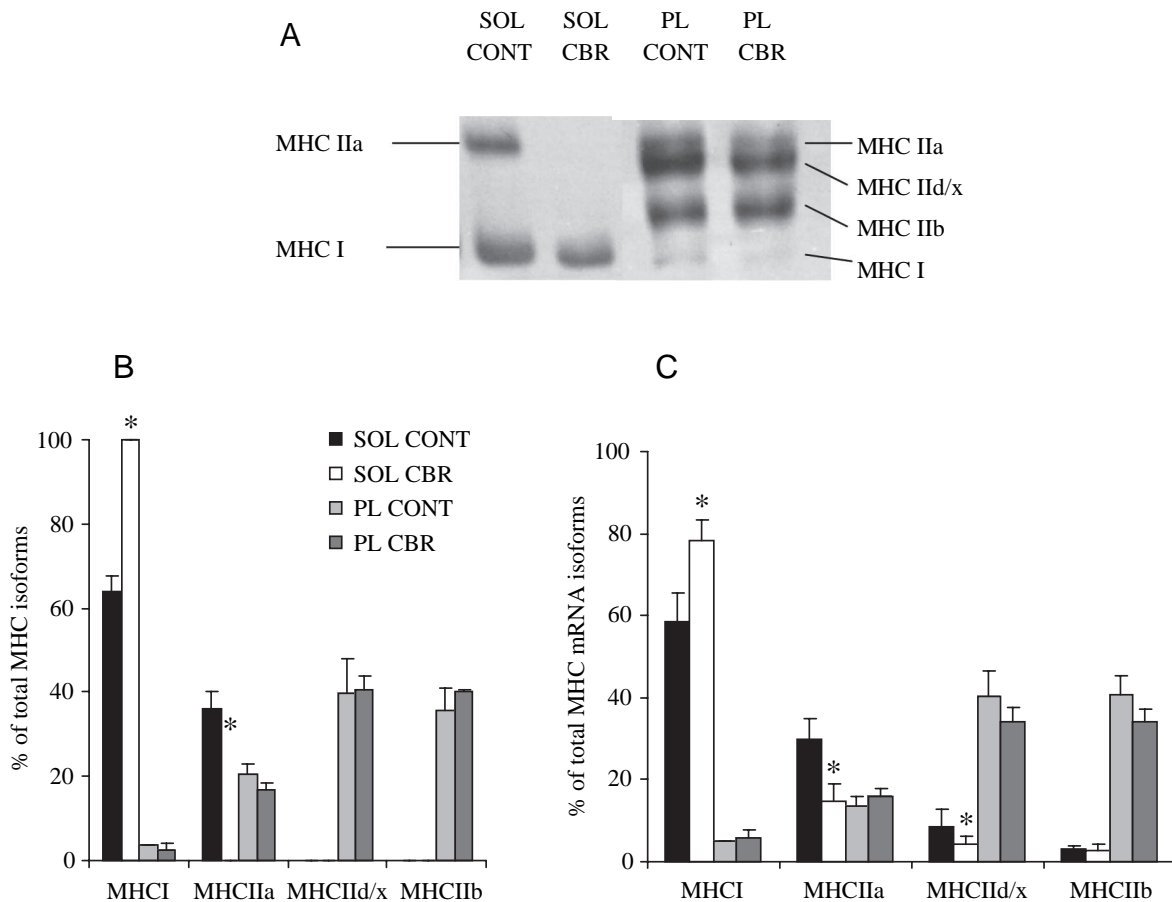 A
SOL SOL PL PL
CONT CBR CONT CBR
MHC IIa
MHC I
MHC IIa
MHC IId/x
MHC IIb
MHC I
B
% of total MHC isoforms
100
80
60
40
20
0
*
*
SOL CONT
SOL CBR
PL CONT
PL CBR
MHCI MHCIIa MHCIId/x MHCIIb
C
% of total MHC mRNA isoforms
100
80
60
40
20
0
*
*
*
MHCI MHCIIa MHCIId/x MHCIIb